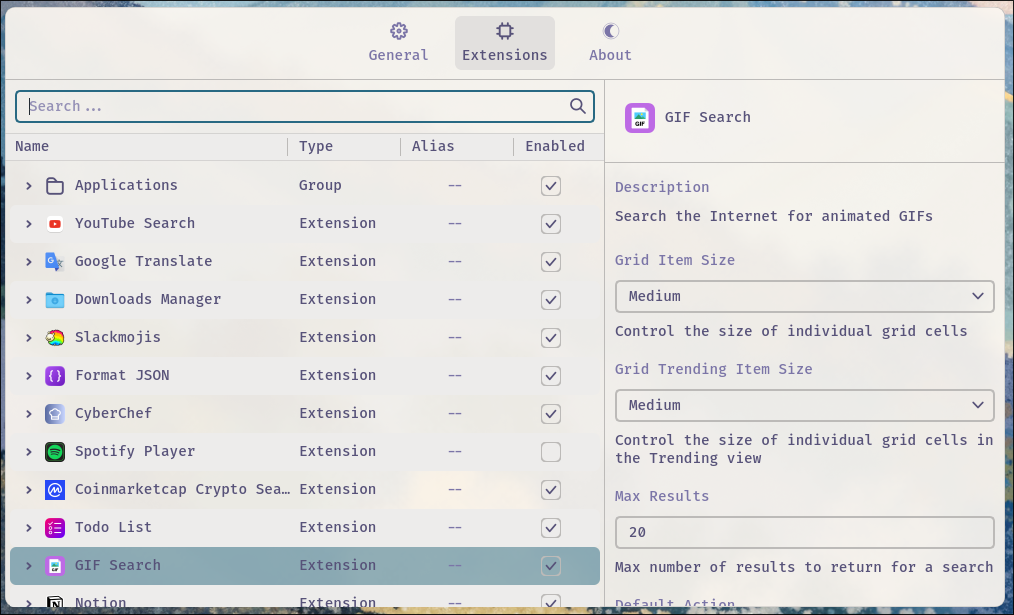 General Extensions About
Search...
Name Type Alias Enabled
Applications Group --
YouTube Search Extension --
Google Translate Extension --
Downloads Manager Extension --
Slackmojis Extension --
Format JSON Extension --
CyberChef Extension --
Spotify Player Extension --
Coinmarketcap Crypto Sea… Extension --
Todo List Extension --
GIF Search Extension --
Notion Extension --
GIF
GIF Search
Description
Search the Internet for animated GIFs
Grid Item Size
Medium
Control the size of individual grid cells
Grid Trending Item Size
Medium
Control the size of individual grid cells in
the Trending view
Max Results
20
Max number of results to return for a search
Default Action